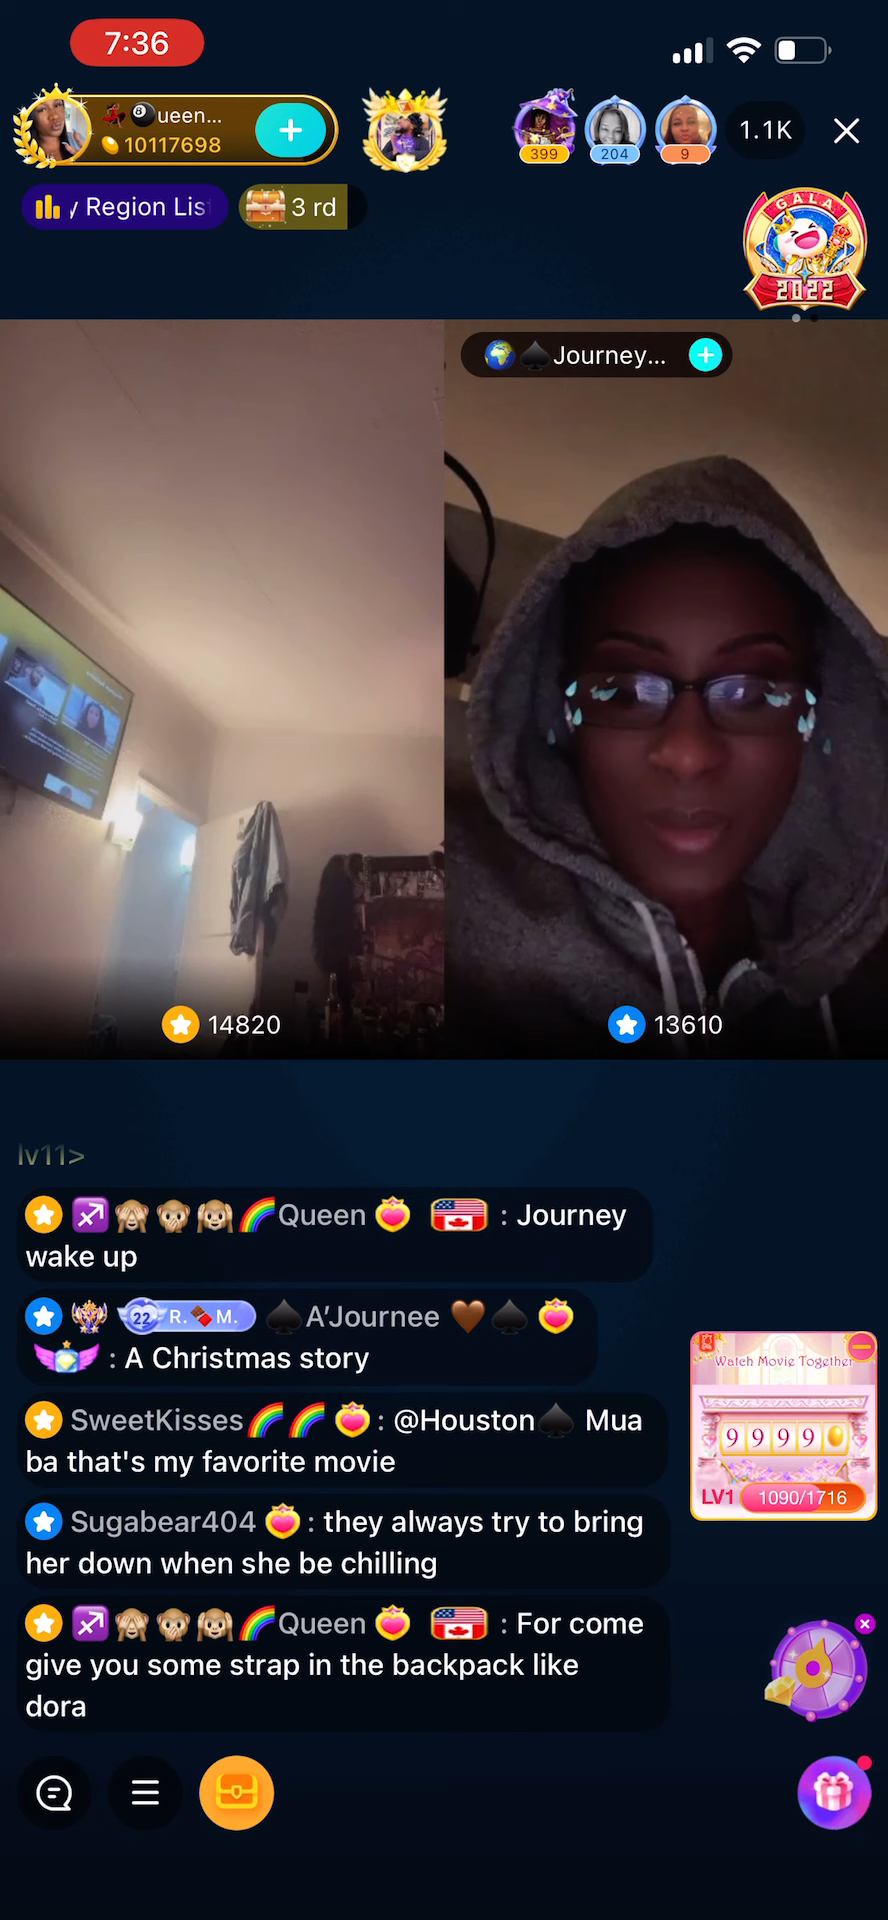 7:36
ueen...
10117698
399
204
9
1.1K
y Region Lis
3 rd
GALA
2022
Journey...
14820
13610
lv11>
Queen : Journey
wake up
22 R. M. A'Journee
: A Christmas story
SweetKisses : @Houston Mua
ba that's my favorite movie
Sugabear404 : they always try to bring
her down when she be chilling
Queen : For come
give you some strap in the backpack like
dora
Watch Movie Together
9 9 9 9
LV1 1090/1716